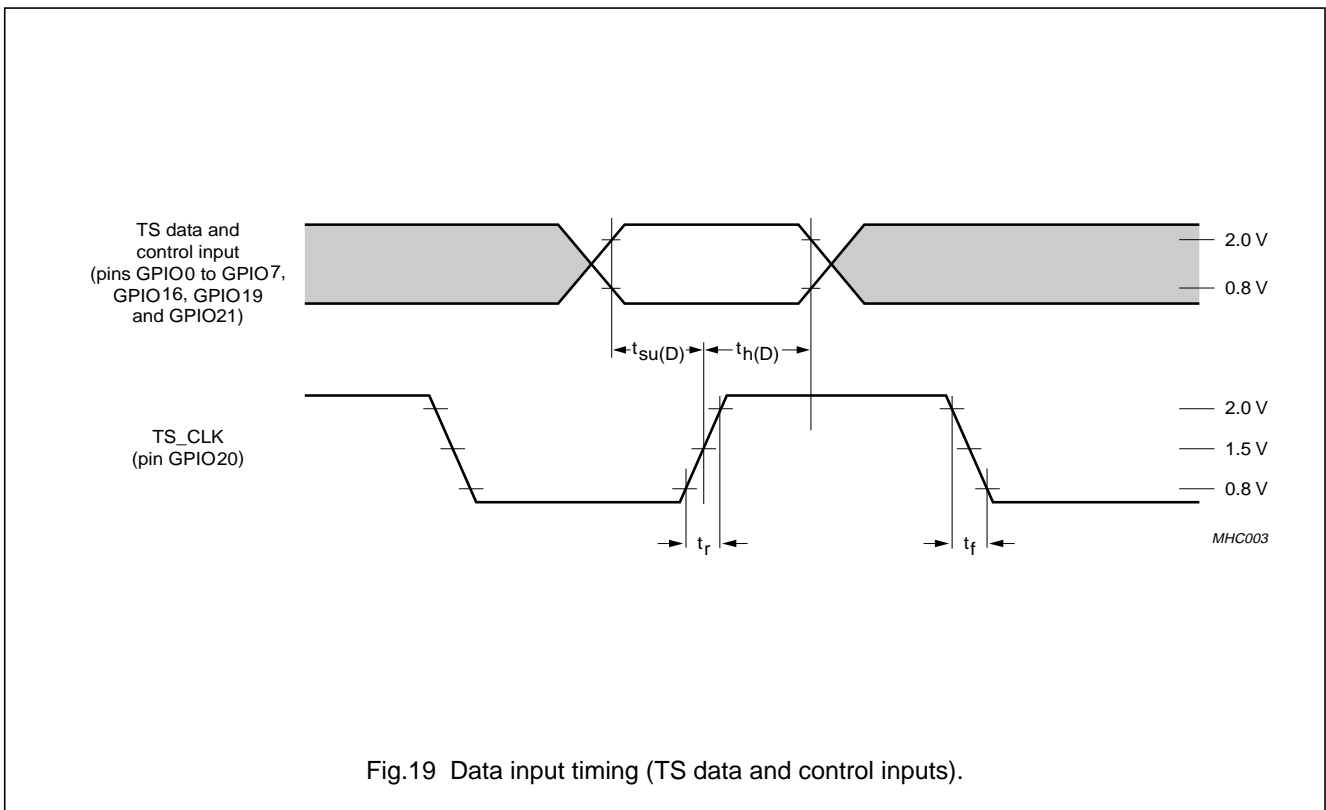 TS data and
control input
(pins GPIO0 to GPIO7,
GPIO16, GPIO19
and GPIO21)
2.0 V
0.8 V
tsu(D)
th(D)
TS_CLK
(pin GPIO20)
2.0 V
1.5 V
0.8 V
tr
tf
MHC003
Fig.19 Data input timing (TS data and control inputs).